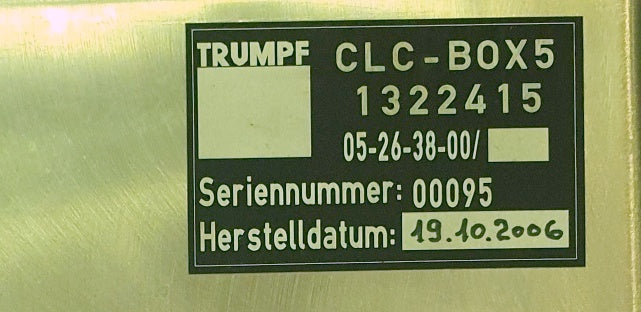 TRUMPF CLC-BOX5
1322415
05-26-38-00/
Seriennummer: 00095
Herstelldatum: 19.10.2006